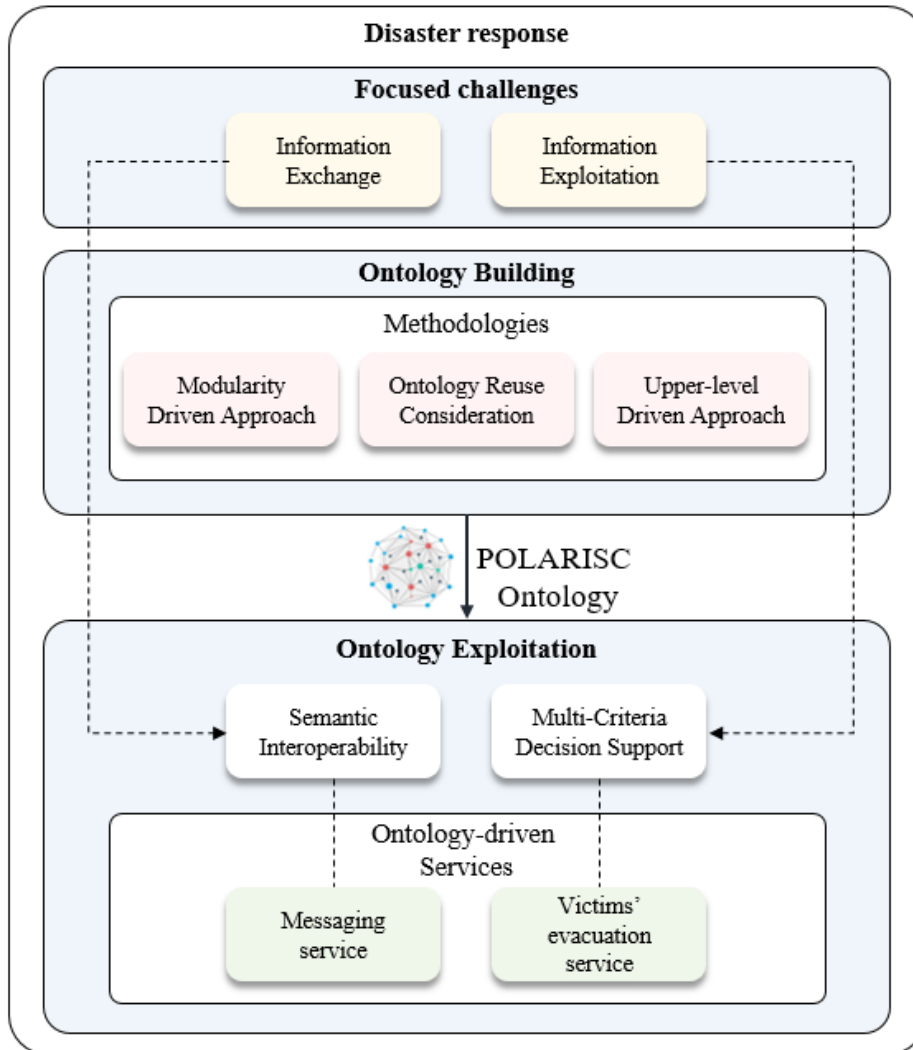 Disaster response
Focused challenges
Information
Exchange
Information
Exploitation
Ontology Building
Methodologies
Modularity
Driven Approach
Ontology Reuse
Consideration
Upper-level
Driven Approach
POLARISC
Ontology
Ontology Exploitation
Semantic
Interoperability
Multi-Criteria
Decision Support
Ontology-driven
Services
Messaging
service
Victims’
evacuation
service